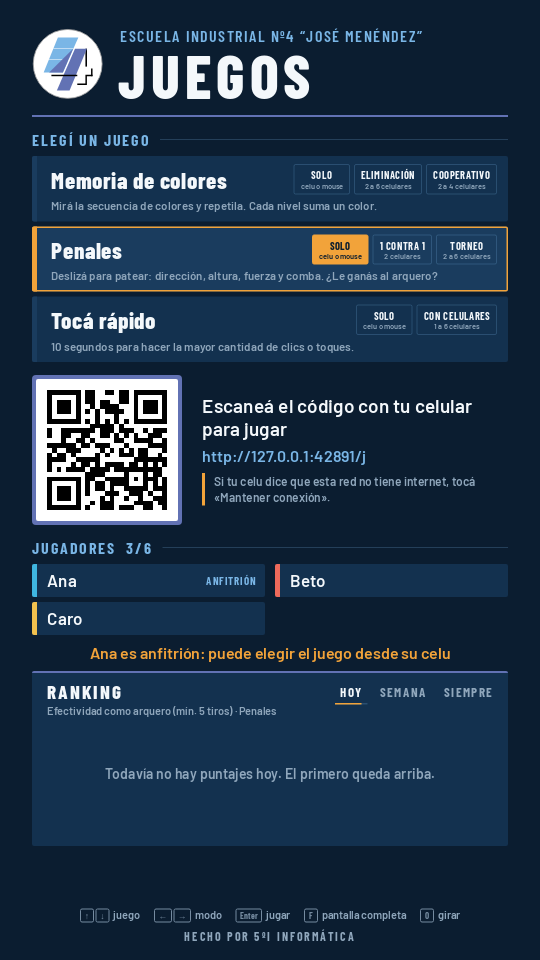 ESCUELA INDUSTRIAL Nº4 “JOSÉ MENÉNDEZ”
JUEGOS
ELEGÍ UN JUEGO
Memoria de colores
SOLO
celu o mouse
ELIMINACIÓN
2 a 6 celulares
COOPERATIVO
2 a 4 celulares
Mirá la secuencia de colores y repetila. Cada nivel suma un color.
Penales
SOLO
celu o mouse
1 CONTRA 1
2 celulares
TORNEO
2 a 6 celulares
Deslizá para patear: dirección, altura, fuerza y comba. ¿Le ganás al arquero?
Tocá rápido
SOLO
celu o mouse
CON CELULARES
1 a 6 celulares
10 segundos para hacer la mayor cantidad de clics o toques.
Escaneá el código con tu celular
para jugar
http://127.0.0.1:42891/j
Si tu celu dice que esta red no tiene internet, tocá
«Mantener conexión».
JUGADORES 3/6
Ana
ANFITRIÓN
Beto
Caro
Ana es anfitrión: puede elegir el juego desde su celu
RANKING
HOY SEMANA SIEMPRE
Efectividad como arquero (mín. 5 tiros) · Penales
Todavía no hay puntajes hoy. El primero queda arriba.
↑ ↓ juego ← → modo Enter jugar F pantalla completa 0 girar
HECHO POR 5ºI INFORMÁTICA